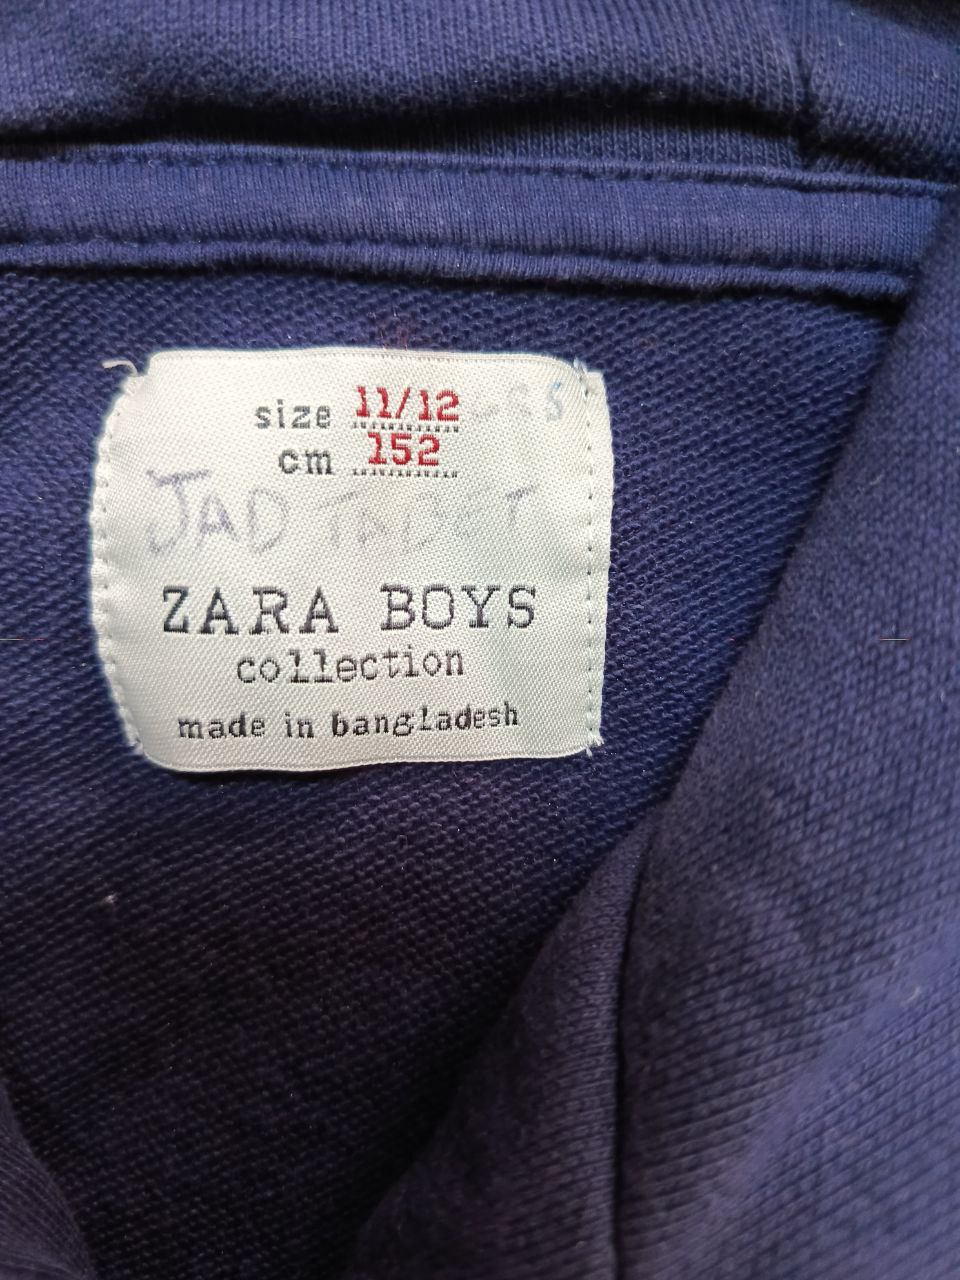 size 11/12
cm 152
JAD
ZARA BOYS
collection
made in bangladesh